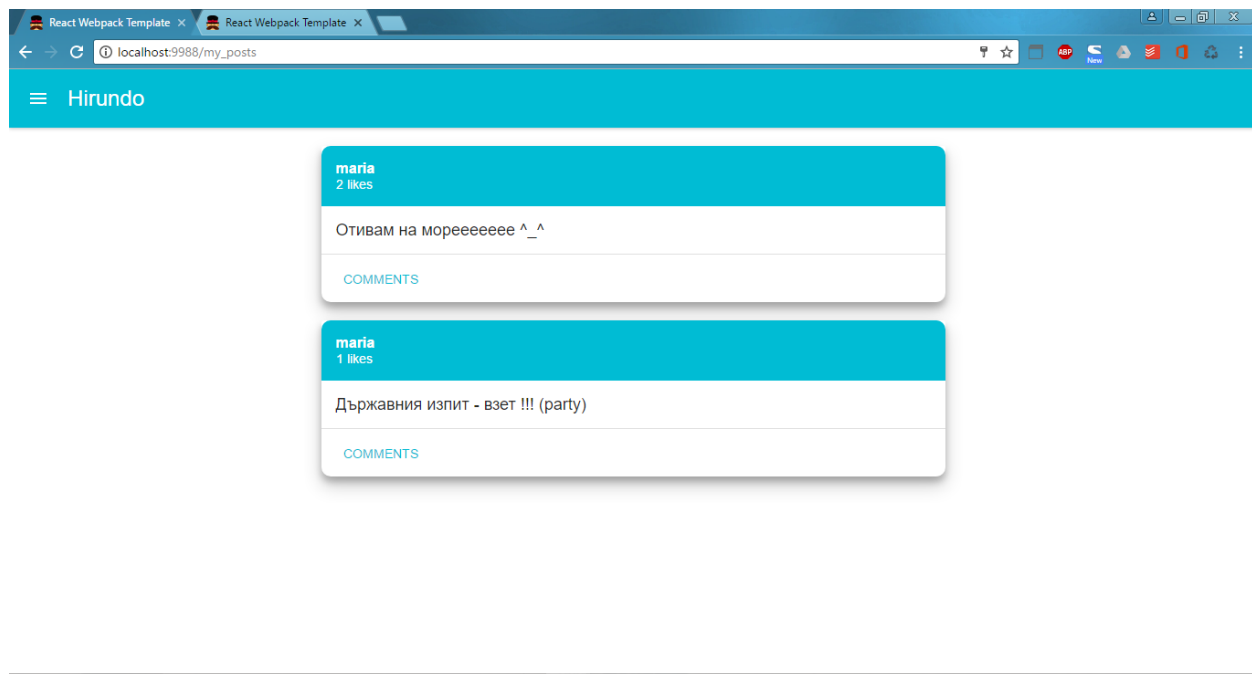 React Webpack Template
React Webpack Template
localhost:9988/my_posts
ABP
New
Hirundo
maria
2 likes
Отивам на мореееееее ^_^
COMMENTS
maria
1 likes
Държавния изпит - взет !!! (party)
COMMENTS